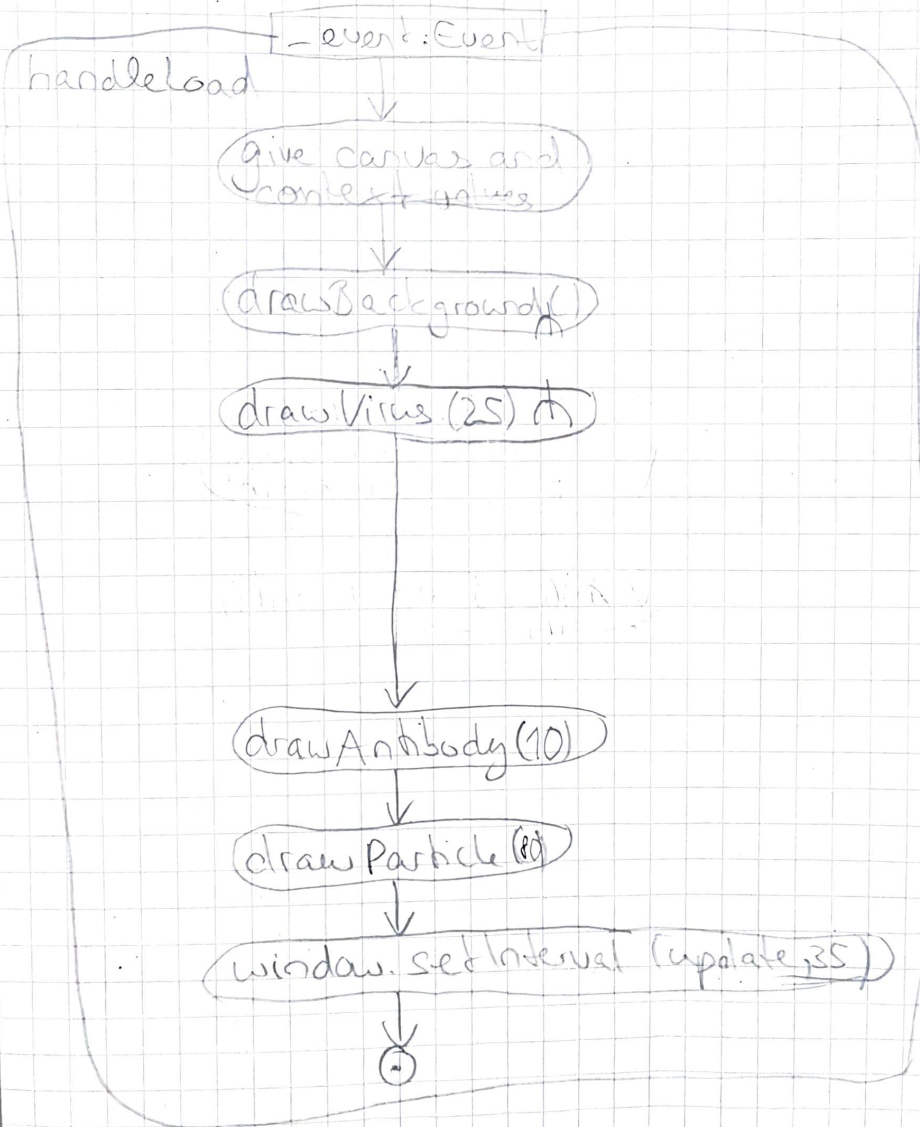 _event:Event
handleLoad
give canvas and
context values
drawBackground()
drawVirus (25)
drawAntibody(10)
drawParticle(80)
window.setInterval (update,35)